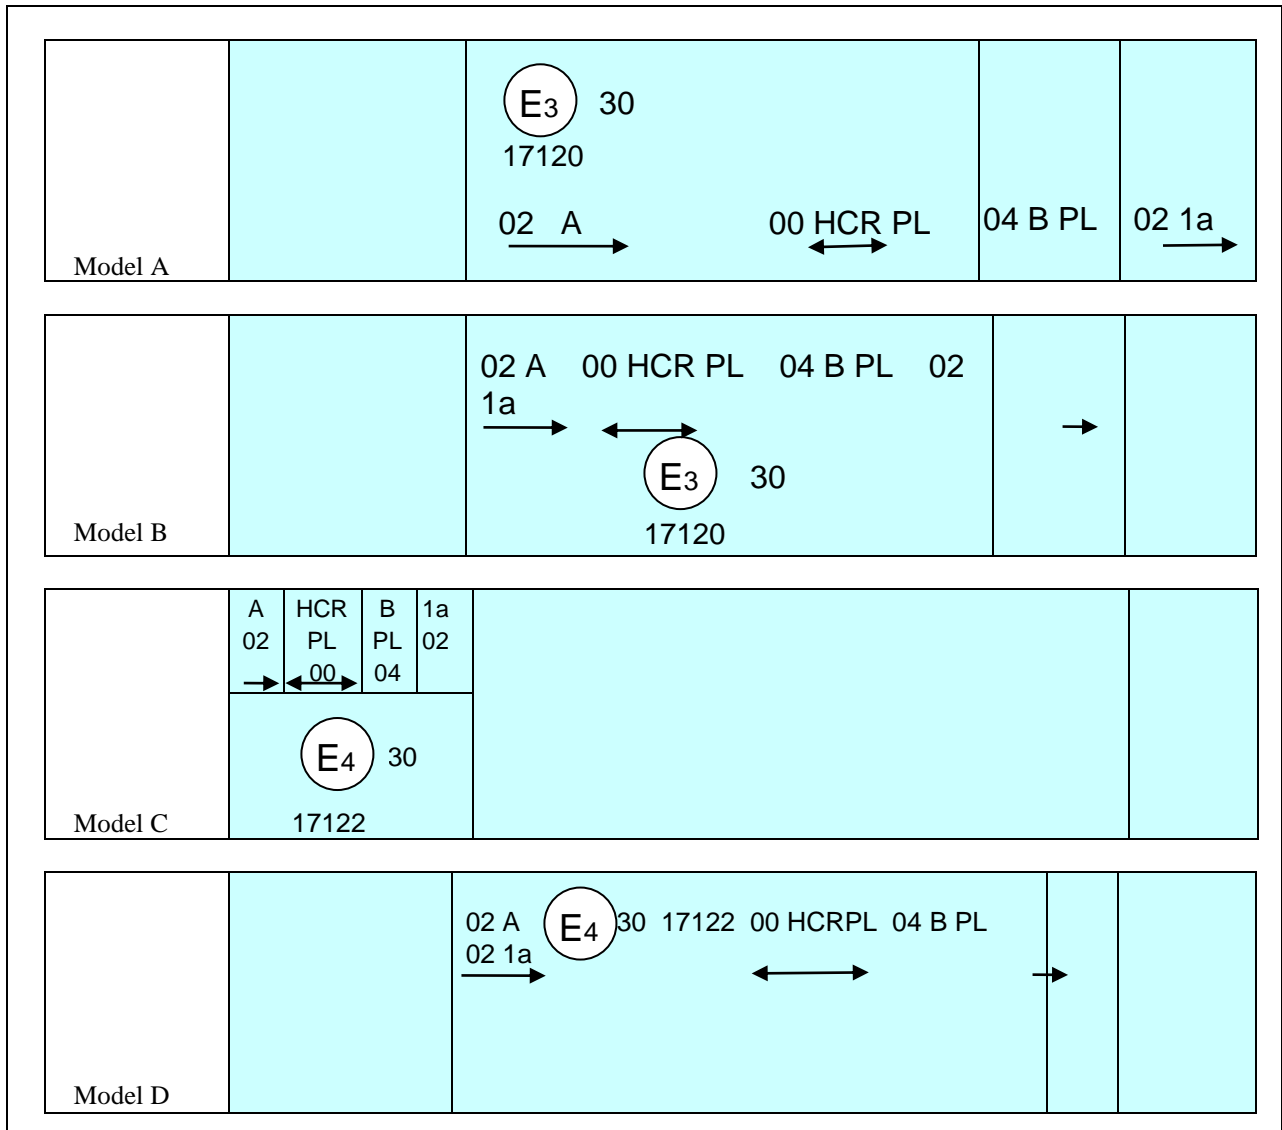 E3 30
17120
02 A 00 HCR PL 04 B PL 02 1a
Model A
02 A 00 HCR PL 04 B PL 02
1a
E3 30
17120
Model B
A HCR B 1a
02 PL PL 02
00 04
E4 30
17122
Model C
02 A E4 30 17122 00 HCRPL 04 B PL
02 1a
Model D